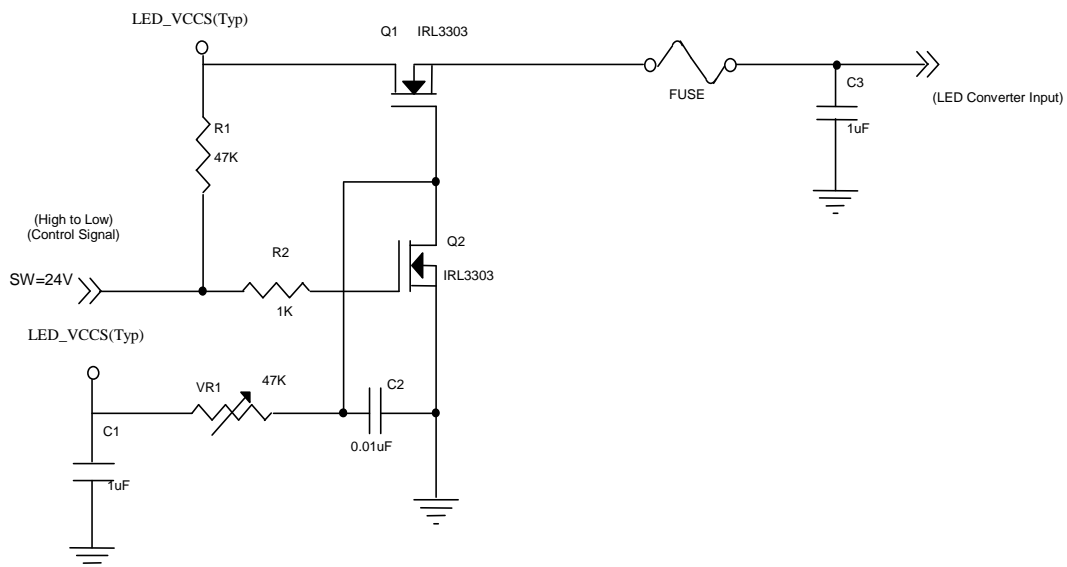 LED_VCCS(Typ)
Q1 IRL3303
R1
47K
FUSE
C3
1uF
(LED Converter Input)
(High to Low)
(Control Signal)
SW=24V
R2
1K
Q2
IRL3303
LED_VCCS(Typ)
VR1
47K
C2
0.01uF
C1
1uF